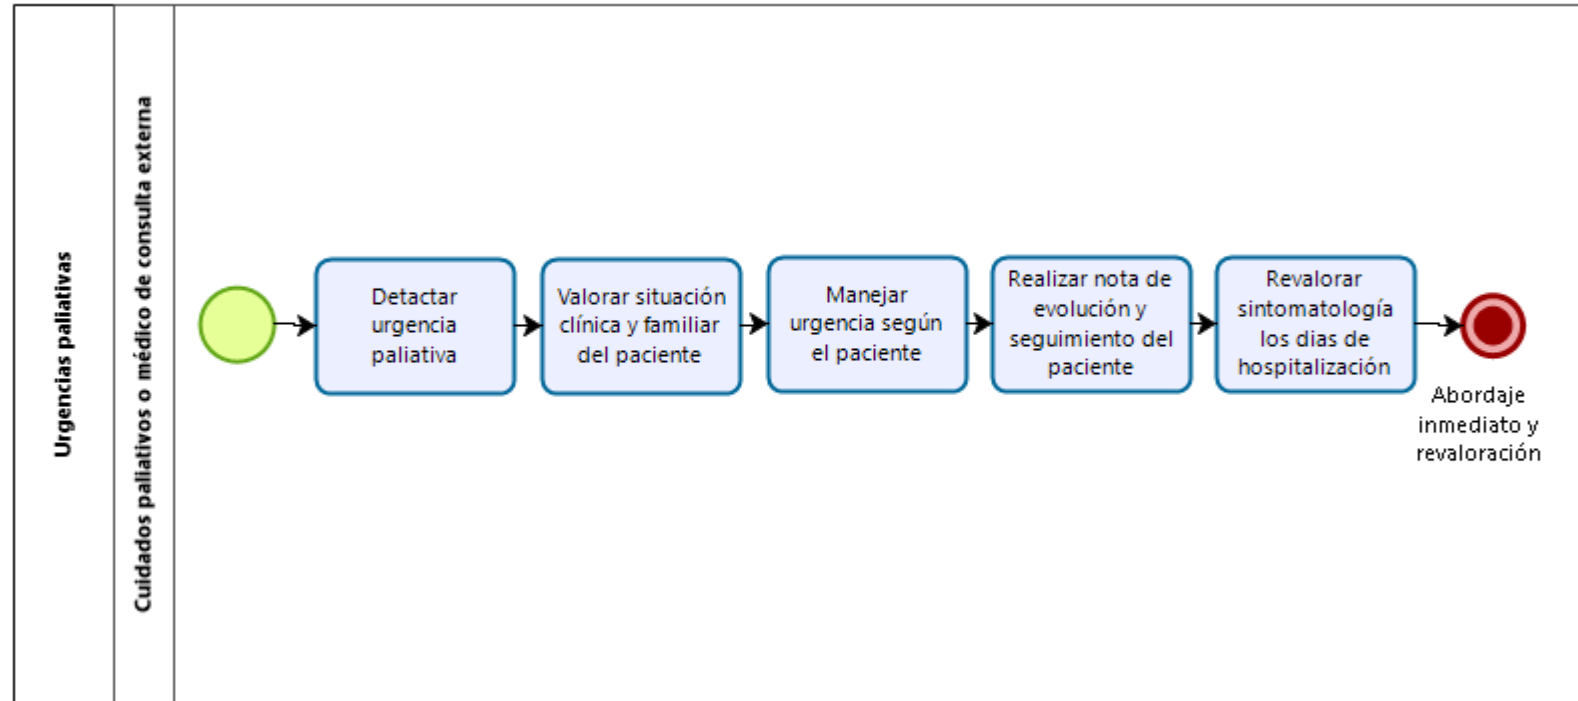 Urgencias paliativas
Cuidados paliativos o médico de consulta externa
Detactar
urgencia
paliativa
Valorar situación
clínica y familiar
del paciente
Manejar
urgencia según
el paciente
Realizar nota de
evolución y
seguimiento del
paciente
Revalorar
sintomatología
los dias de
hospitalización
Abordaje
inmediato y
revaloración